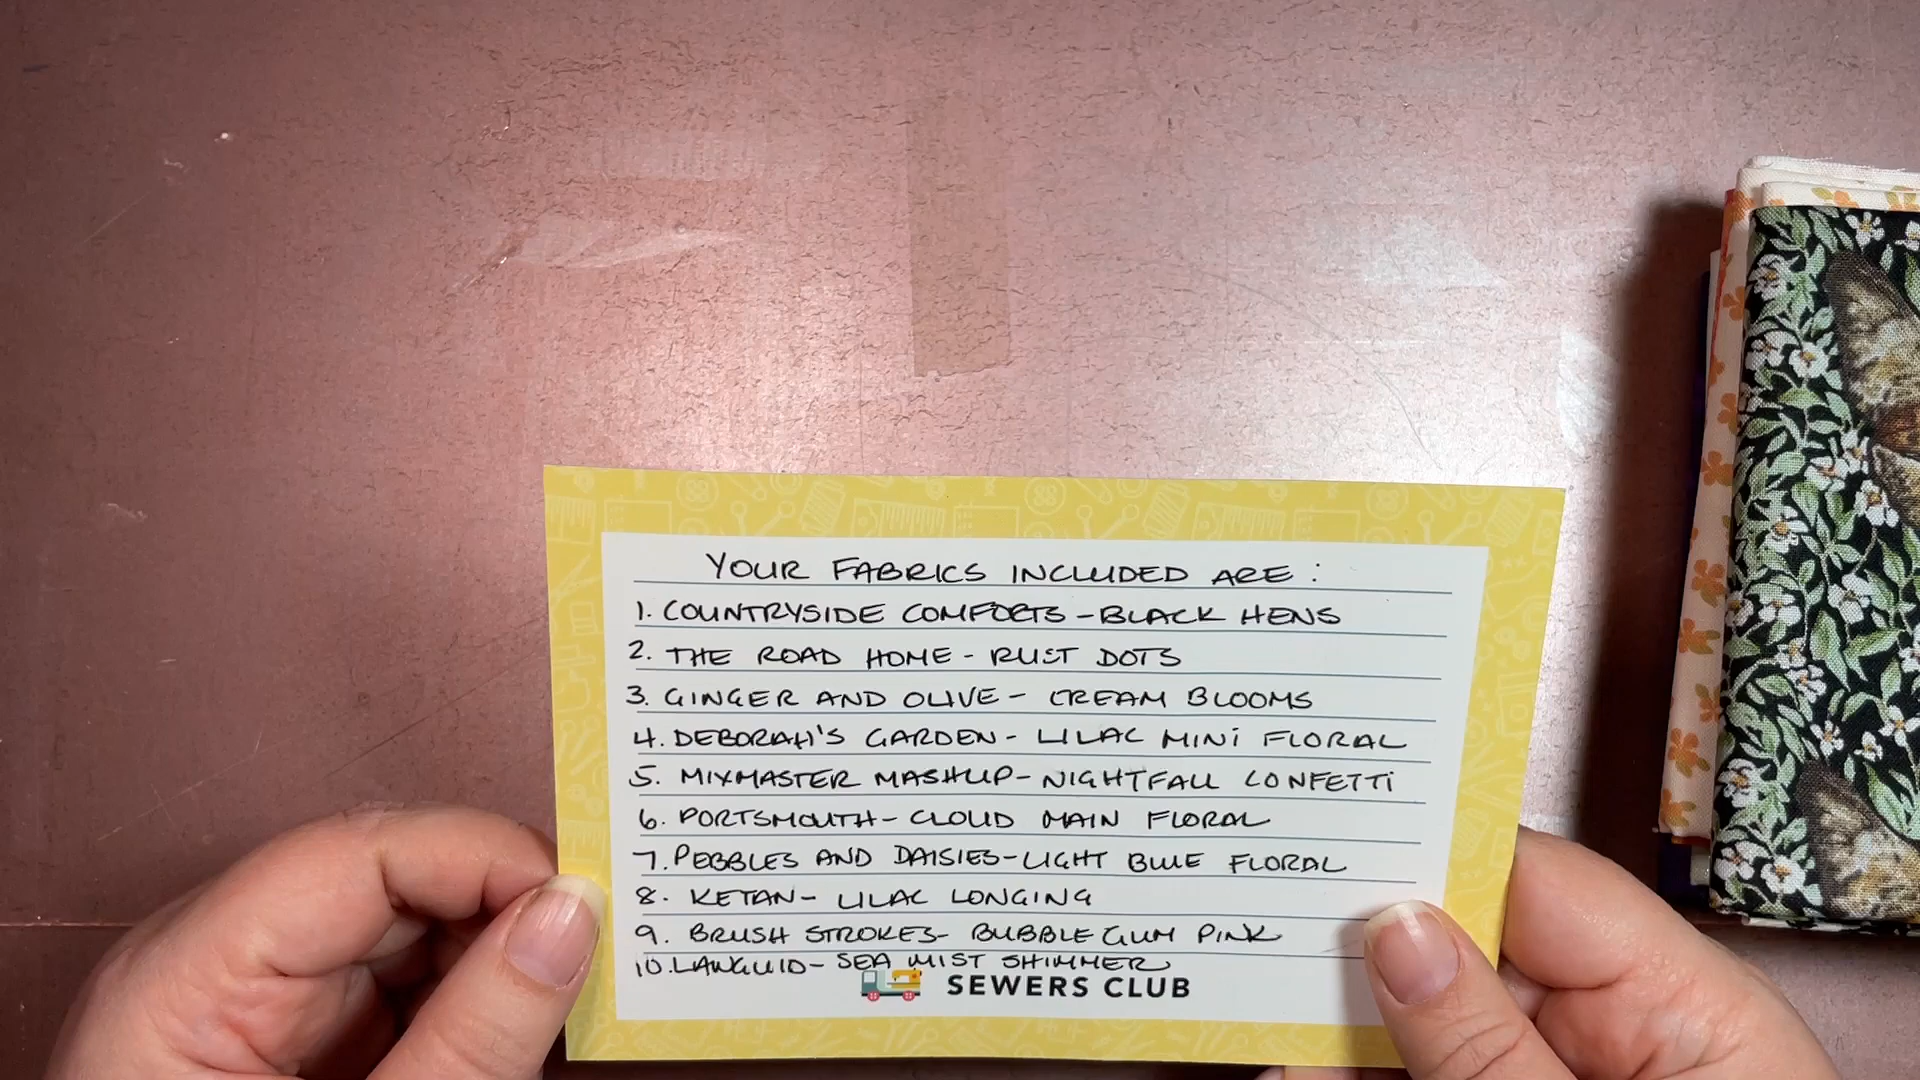 YOUR FABRICS INCLUDED ARE:
1. COUNTRYSIDE COMFORTS - BLACK HENS
2. THE ROAD HOME - RUST DOTS
3. GINGER AND OLIVE - CREAM BLOOMS
4. DEBORAH'S GARDEN - LILAC MINI FLORAL
5. MIXMASTER MASHUP - NIGHTFALL CONFETTI
6. PORTSMOUTH - CLOUD MAIN FLORAL
7. PEBBLES AND DAISIES - LIGHT BLUE FLORAL
8. KETAN - LILAC LONGING
9. BRUSH STROKES - BUBBLE GUM PINK
10. LANGUID - SEA MIST SHIMMER
SEWERS CLUB